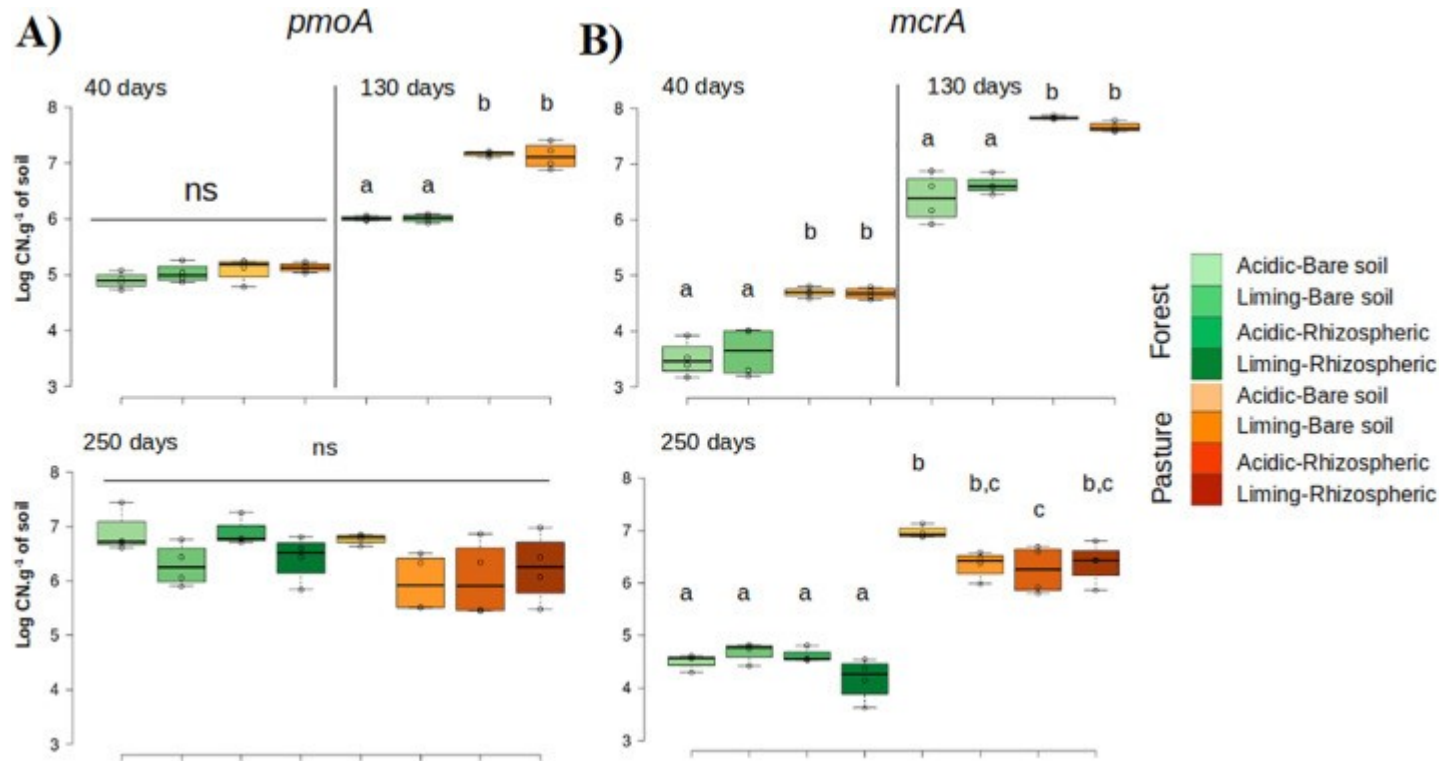 A)
pmoA
40 days
130 days
b
b
8
7
6
5
4
3
ns
a
a
Log CN.g⁻¹ of soil
250 days
ns
8
7
6
5
4
3
Log CN.g⁻¹ of soil
B)
mcrA
40 days
130 days
b
b
8
7
6
5
4
3
a
a
b
b
a
a
250 days
b
b,c
c
b,c
8
7
6
5
4
3
a
a
a
a
Forest
Acidic-Bare soil
Liming-Bare soil
Acidic-Rhizospheric
Liming-Rhizospheric
Pasture
Acidic-Bare soil
Liming-Bare soil
Acidic-Rhizospheric
Liming-Rhizospheric